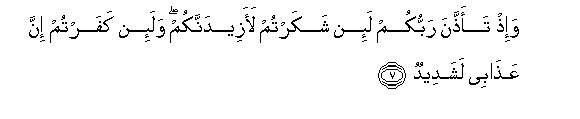 وَإِذْ تَأَذَّنَ رَبُّكُمْ لَئِن شَكَرْتُمْ لَأَزِيدَنَّكُمْ ۖ وَلَئِن كَفَرْتُمْ إِنَّ
عَذَابِى لَشَدِيدٌ ٧